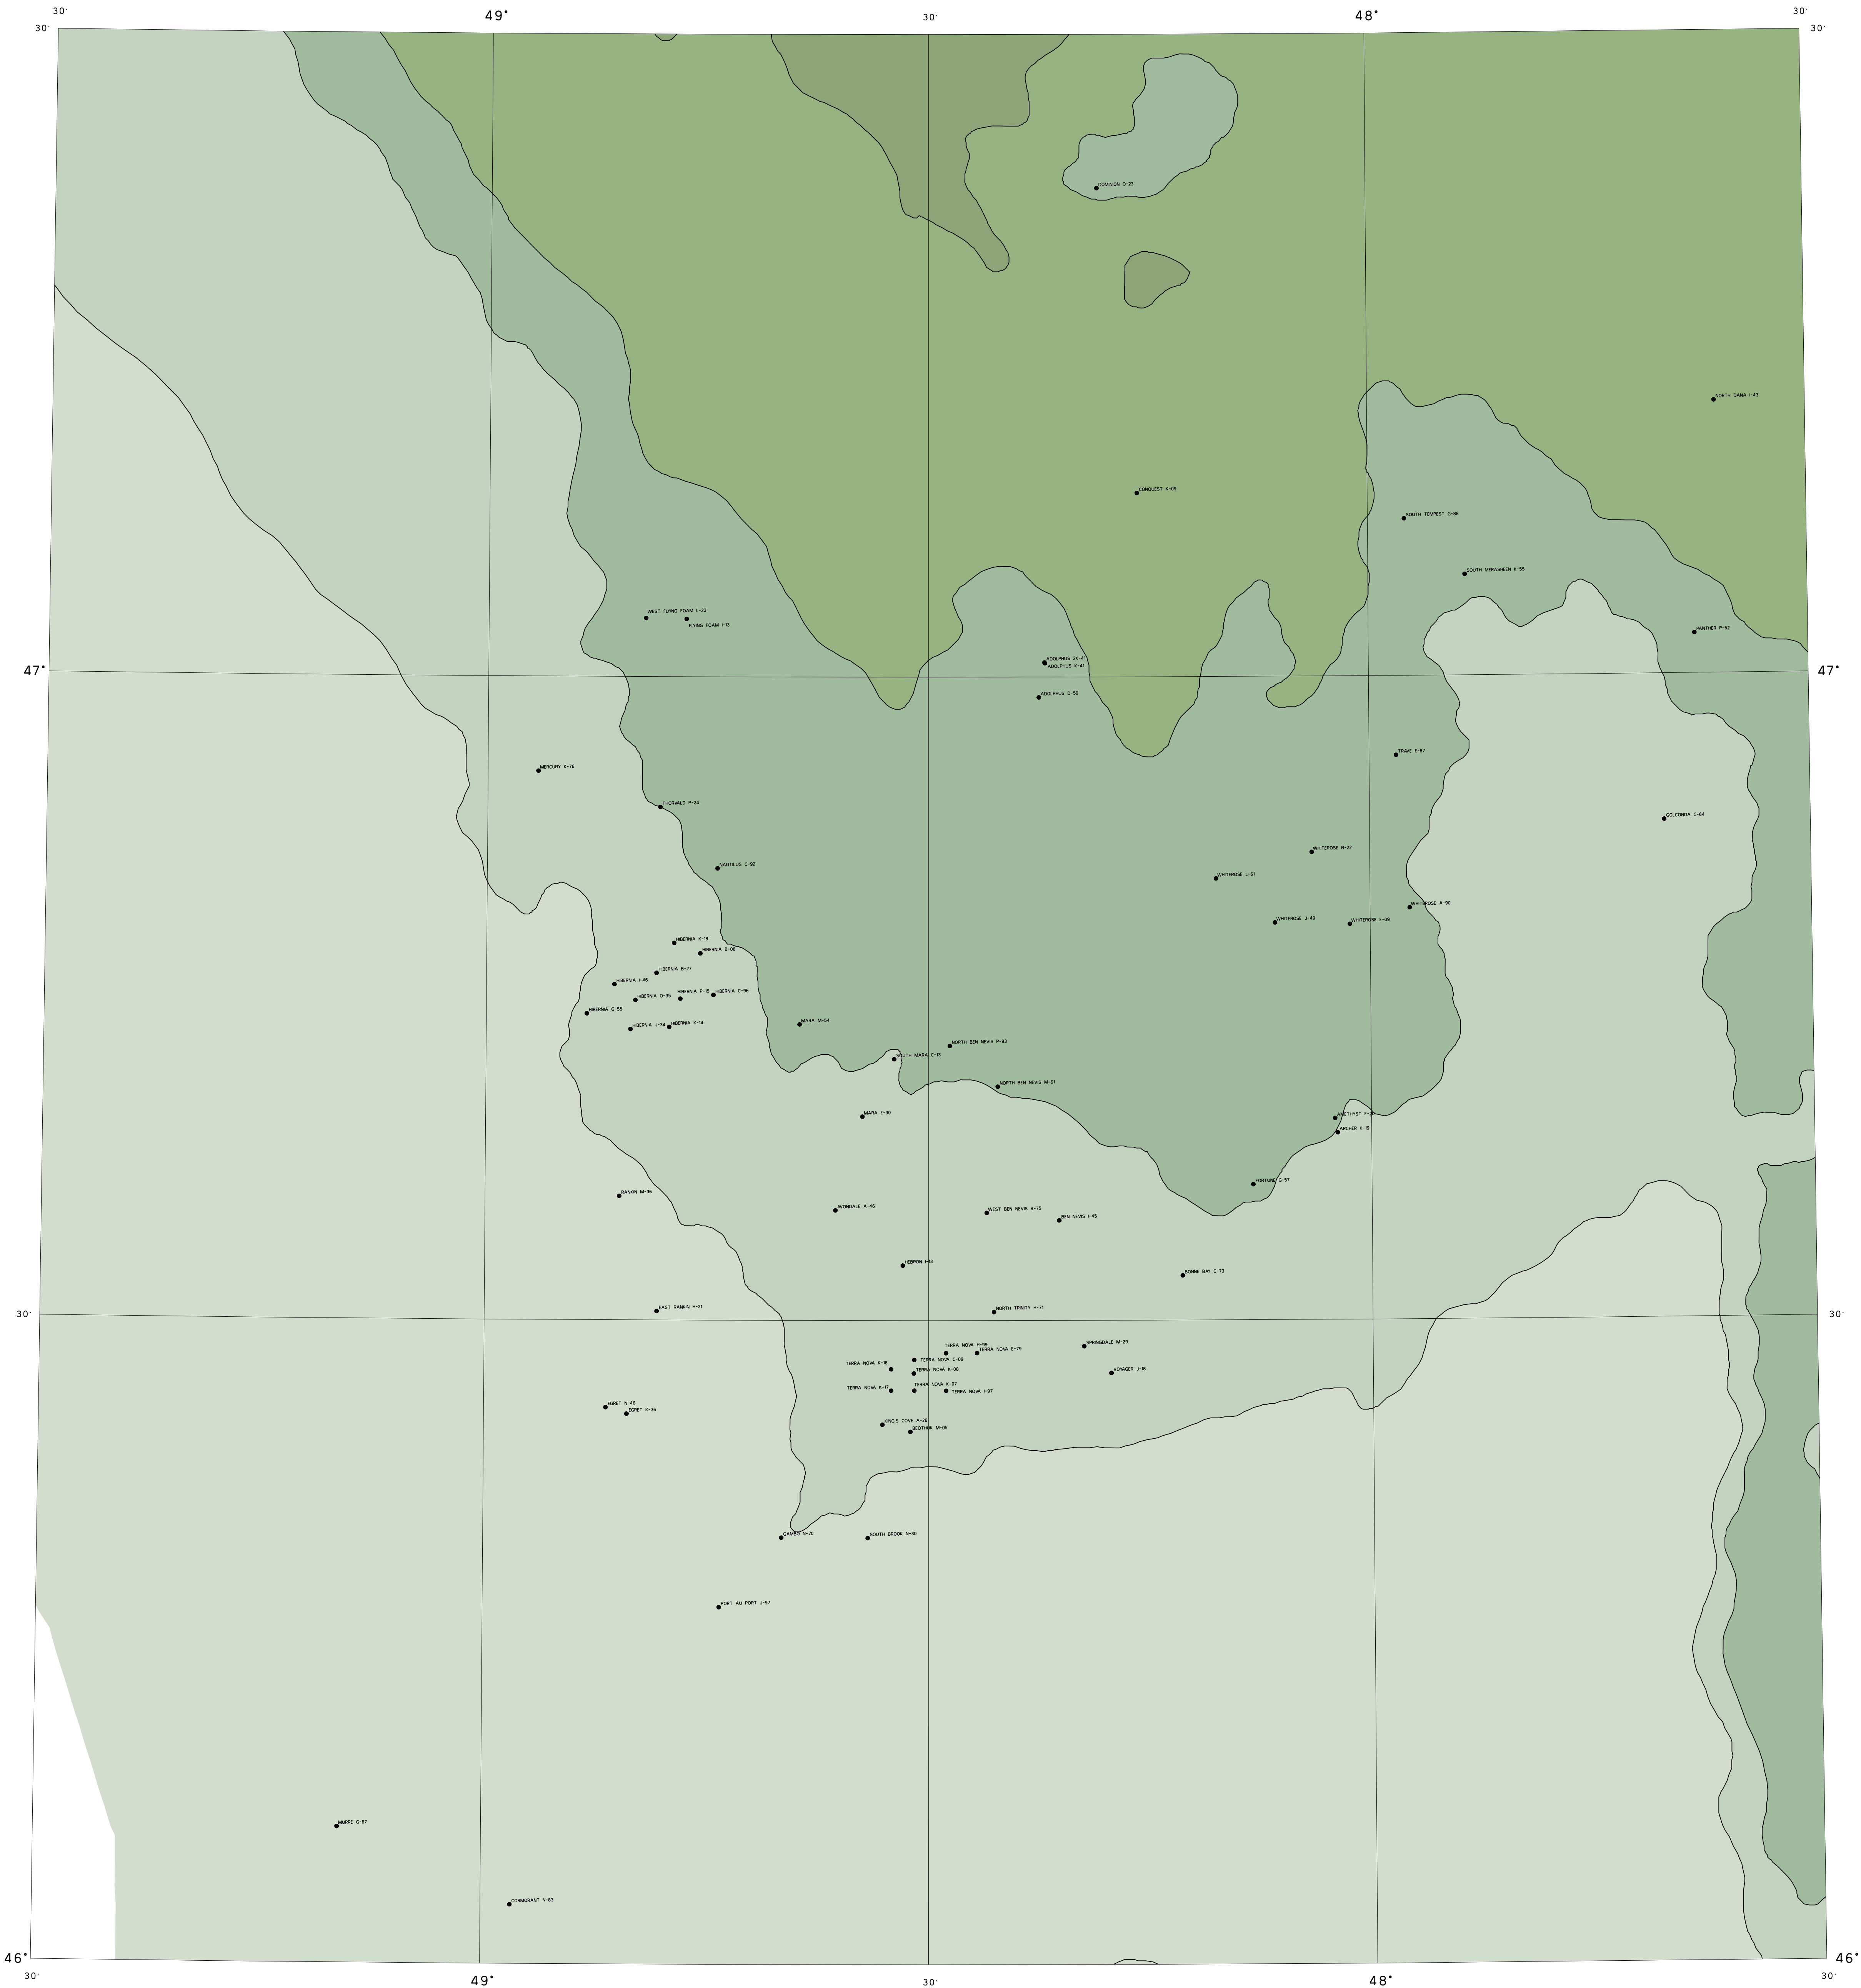 30'
49°
30'
48°
30'
30'
30'
DOMINION O-23
NORTH DANA I-43
CONQUEST K-09
SOUTH TEMPEST G-88
SOUTH MERASHEEN K-55
WEST FLYING FOAM L-23
FLYING FOAM I-13
PANTHER P-52
ADOLPHUS 2K-41
ADOLPHUS K-41
47°
47°
ADOLPHUS D-50
TRAVE E-87
MERCURY K-76
THORVALD P-24
GOLCONDA C-64
WHITEROSE N-22
NAUTILUS C-92
WHITEROSE L-61
WHITEROSE A-90
WHITEROSE J-49
WHITEROSE E-09
HIBERNIA K-18
HIBERNIA B-08
HIBERNIA B-27
HIBERNIA I-46
HIBERNIA P-15
HIBERNIA C-96
HIBERNIA O-35
HIBERNIA G-55
HIBERNIA J-34
HIBERNIA K-14
MARA M-54
NORTH BEN NEVIS P-93
SOUTH MARA C-13
NORTH BEN NEVIS M-61
MARA E-30
AMETHYST F-20
ARCHER K-19
FORTUNE G-57
RANKIN M-36
AVONDALE A-46
WEST BEN NEVIS B-75
BEN NEVIS I-45
HEBRON I-13
BONNE BAY C-73
EAST RANKIN H-21
NORTH TRINITY H-71
30'
30'
SPRINGDALE M-29
TERRA NOVA H-99
TERRA NOVA E-79
TERRA NOVA K-18
TERRA NOVA C-09
TERRA NOVA K-08
VOYAGER J-18
TERRA NOVA K-17
TERRA NOVA K-07
TERRA NOVA I-97
EGRET N-46
EGRET K-36
KING'S COVE A-26
BEOTHUK M-05
GAMBO N-70
SOUTH BROOK N-30
PORT AU PORT J-97
MURRE G-67
CORMORANT N-83
46°
46°
30'
49°
30'
48°
30'